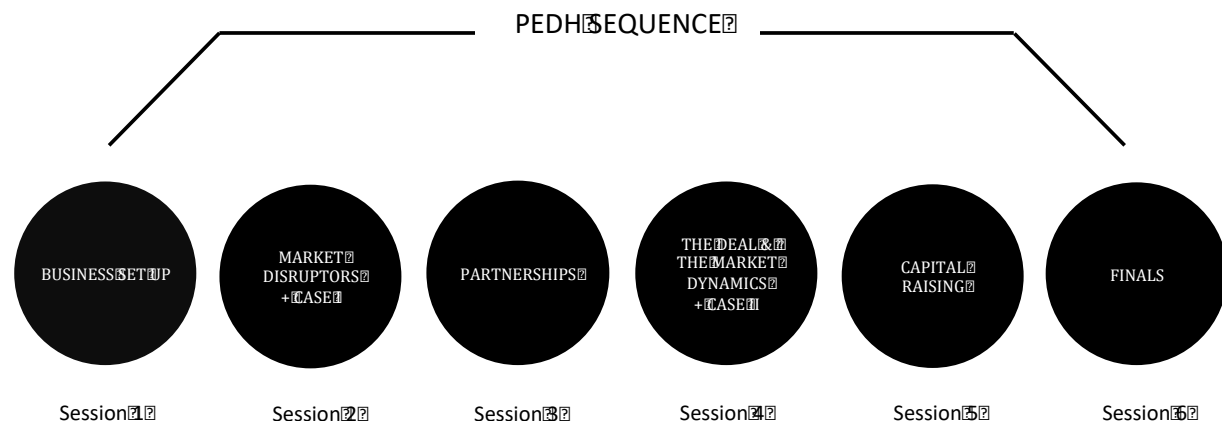 PEDH SEQUENCE
BUSINESS SET UP
MARKET
DISRUPTORS
+ CASE I
PARTNERSHIPS
THE DEAL & 
THE MARKET
DYNAMICS
+ CASE II
CAPITAL
RAISING
FINALS
Session 1
Session 2
Session 3
Session 4
Session 5
Session 6